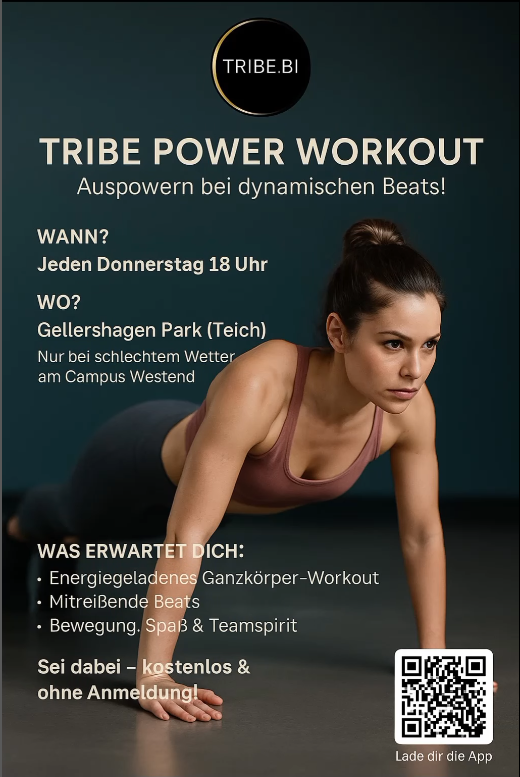 TRIBE.BI
TRIBE POWER WORKOUT
Auspowern bei dynamischen Beats!
WANN?
Jeden Donnerstag 18 Uhr
WO?
Gellershagen Park (Teich)
Nur bei schlechtem Wetter
am Campus Westend
WAS ERWARTET DICH:
• Energiegeladenes Ganzkörper-Workout
• Mitreißende Beats
• Bewegung, Spaß & Teamspirit
Sei dabei – kostenlos &
ohne Anmeldung!
Lade dir die App